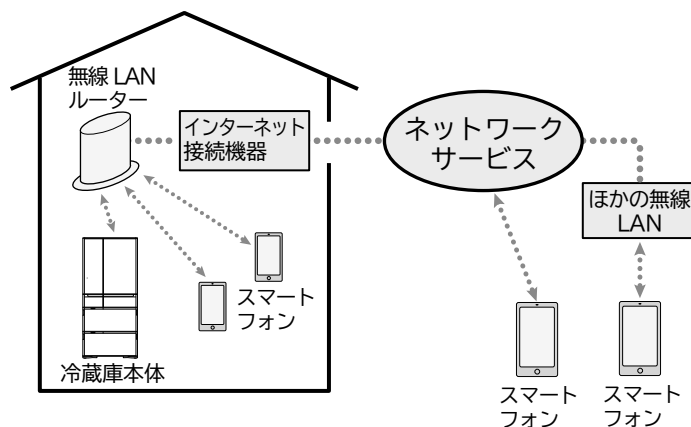 無線 LAN
ルーター
インターネット
接続機器
ネットワーク
サービス
ほかの無線
LAN
スマート
フォン
冷蔵庫本体
スマート
フォン
スマート
フォン